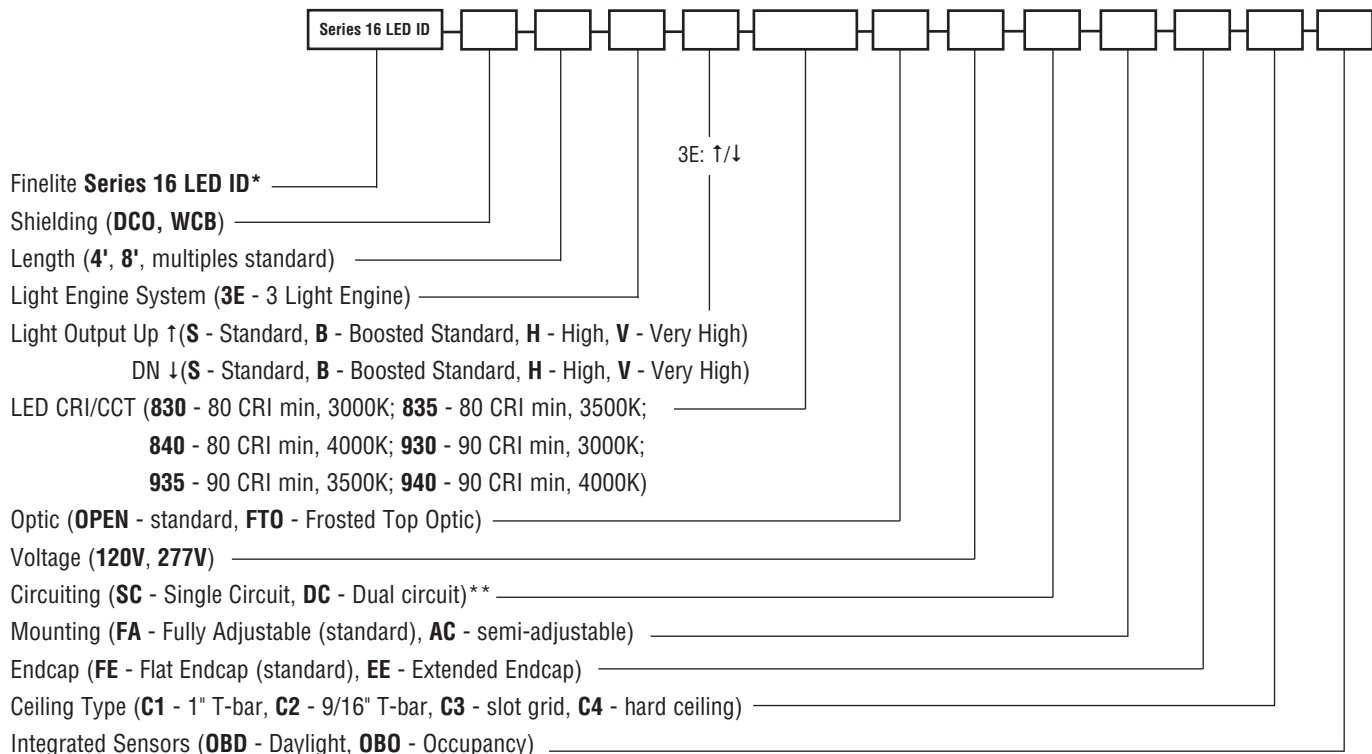 Series 16 LED ID
3E: ↑/↓
Finelite Series 16 LED ID*
Shielding (DCO, WCB)
Length (4', 8', multiples standard)
Light Engine System (3E - 3 Light Engine)
Light Output Up ↑(S - Standard, B - Boosted Standard, H - High, V - Very High)
DN ↓(S - Standard, B - Boosted Standard, H - High, V - Very High)
LED CRI/CCT (830 - 80 CRI min, 3000K; 835 - 80 CRI min, 3500K;
840 - 80 CRI min, 4000K; 930 - 90 CRI min, 3000K;
935 - 90 CRI min, 3500K; 940 - 90 CRI min, 4000K)
Optic (OPEN - standard, FTO - Frosted Top Optic)
Voltage (120V, 277V)
Circuiting (SC - Single Circuit, DC - Dual circuit)**
Mounting (FA - Fully Adjustable (standard), AC - semi-adjustable)
Endcap (FE - Flat Endcap (standard), EE - Extended Endcap)
Ceiling Type (C1 - 1" T-bar, C2 - 9/16" T-bar, C3 - slot grid, C4 - hard ceiling)
Integrated Sensors (OBD - Daylight, OBO - Occupancy)